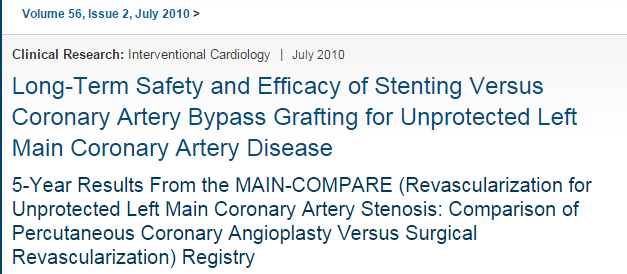 Volume 56, Issue 2, July 2010 >
Clinical Research: Interventional Cardiology | July 2010
Long-Term Safety and Efficacy of Stenting Versus
Coronary Artery Bypass Grafting for Unprotected Left
Main Coronary Artery Disease
5-Year Results From the MAIN-COMPARE (Revascularization for
Unprotected Left Main Coronary Artery Stenosis: Comparison of
Percutaneous Coronary Angioplasty Versus Surgical
Revascularization) Registry